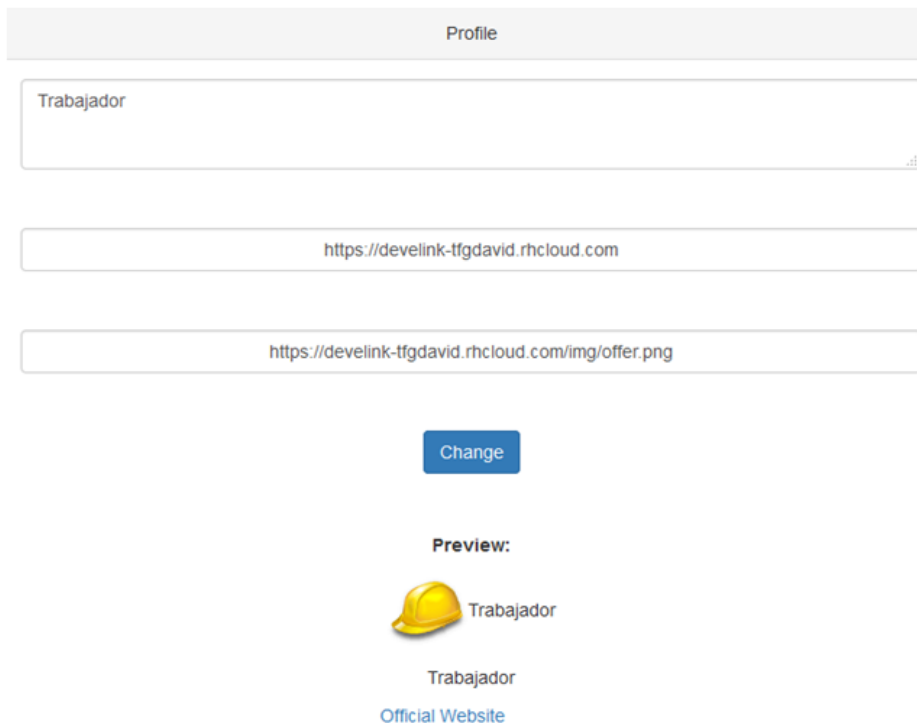 Profile
Trabajador
https://develink-tfgdavid.rhcloud.com
https://develink-tfgdavid.rhcloud.com/img/offer.png
Change
Preview:
Trabajador
Trabajador
Official Website